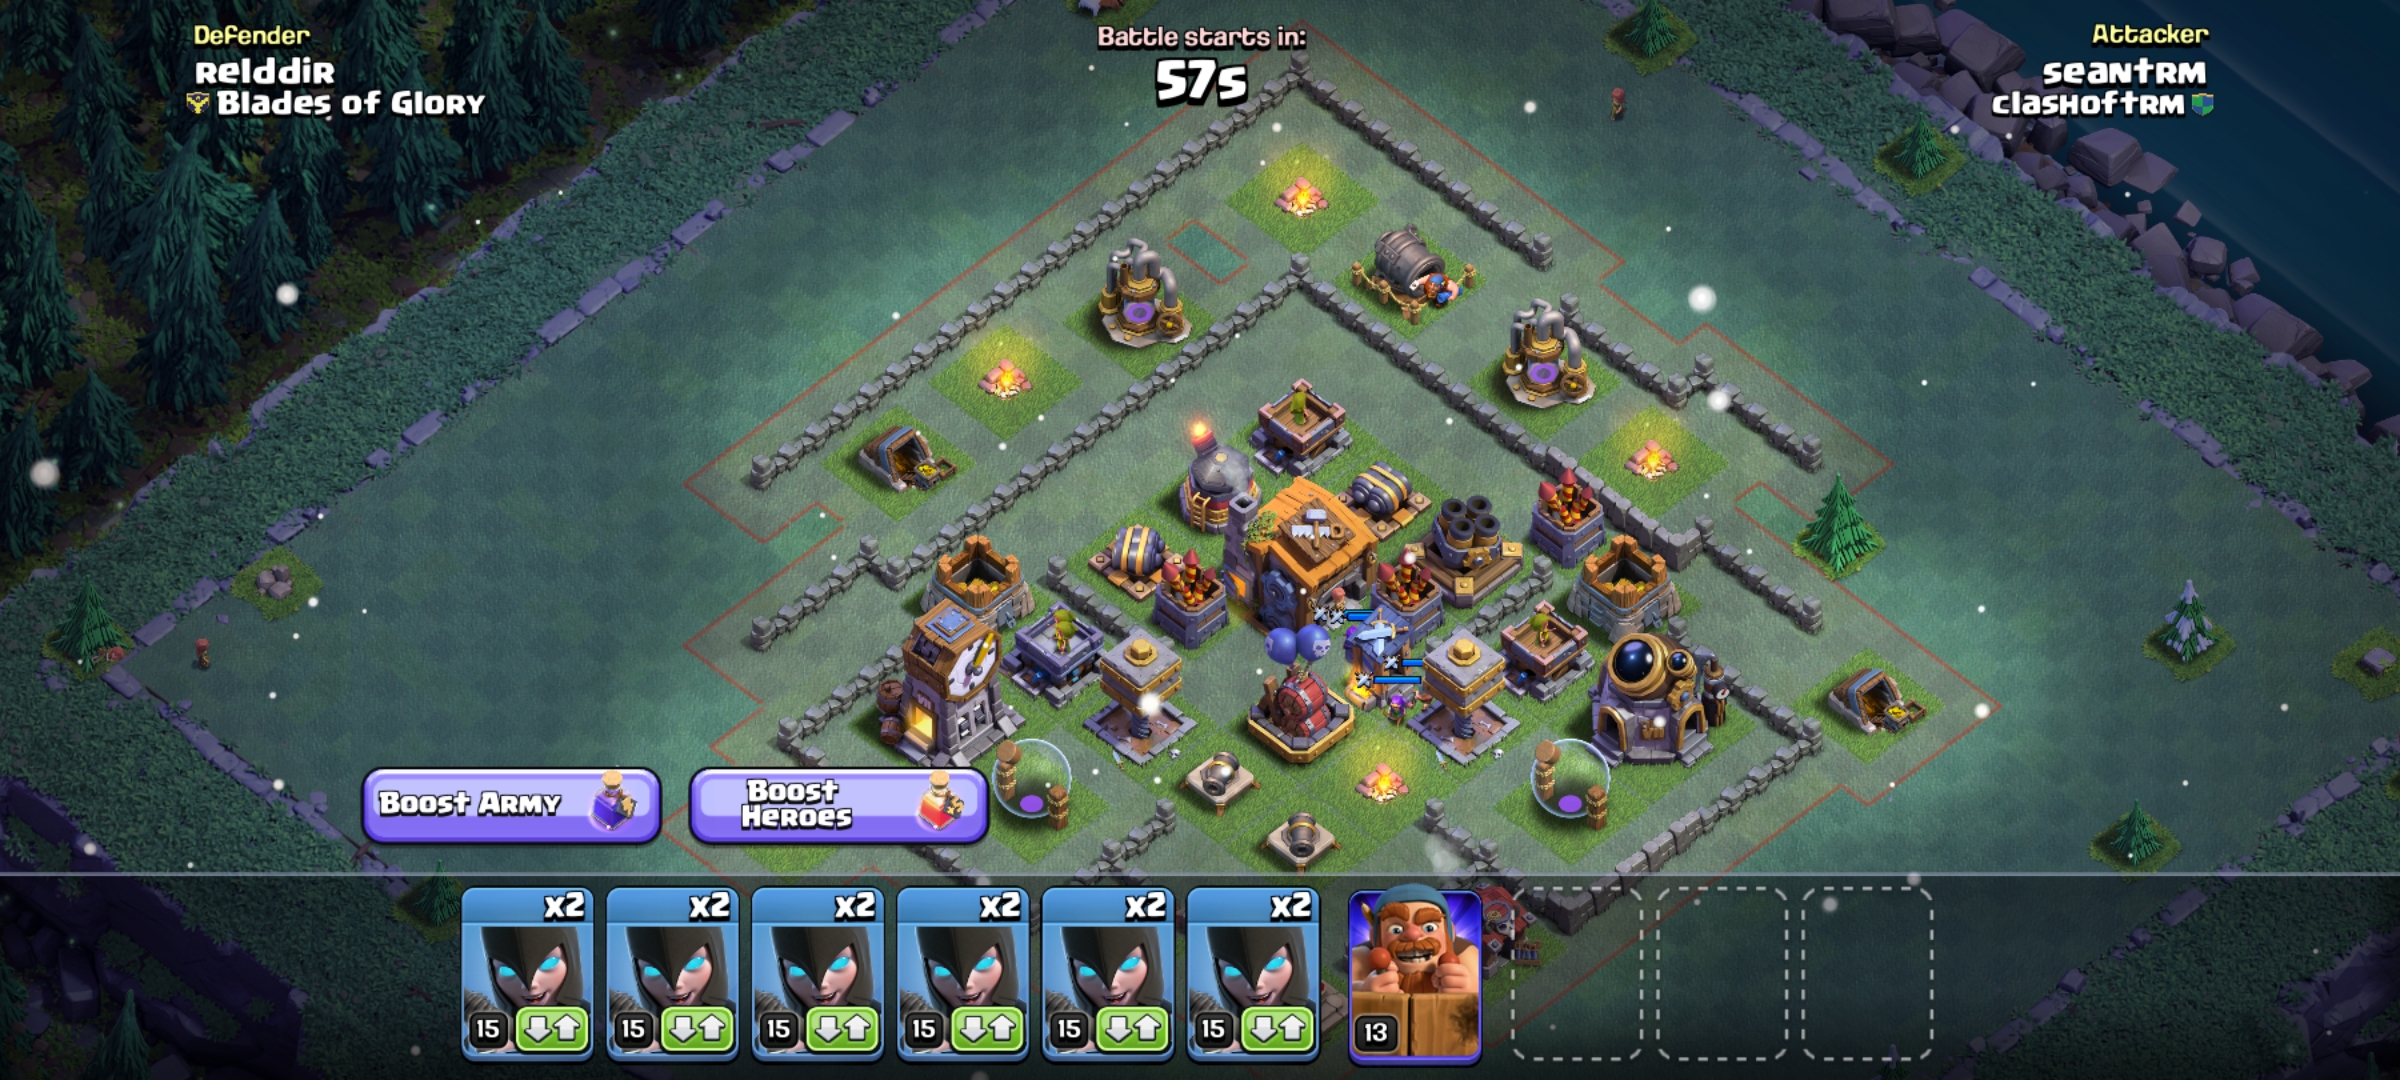 Defender
Relddir
Blades of Glory
Battle starts in:
57s
Attacker
seantrm
clashoftrm
Boost Army
Boost
Heroes
x2
x2
x2
x2
x2
x2
15
15
15
15
15
15
13